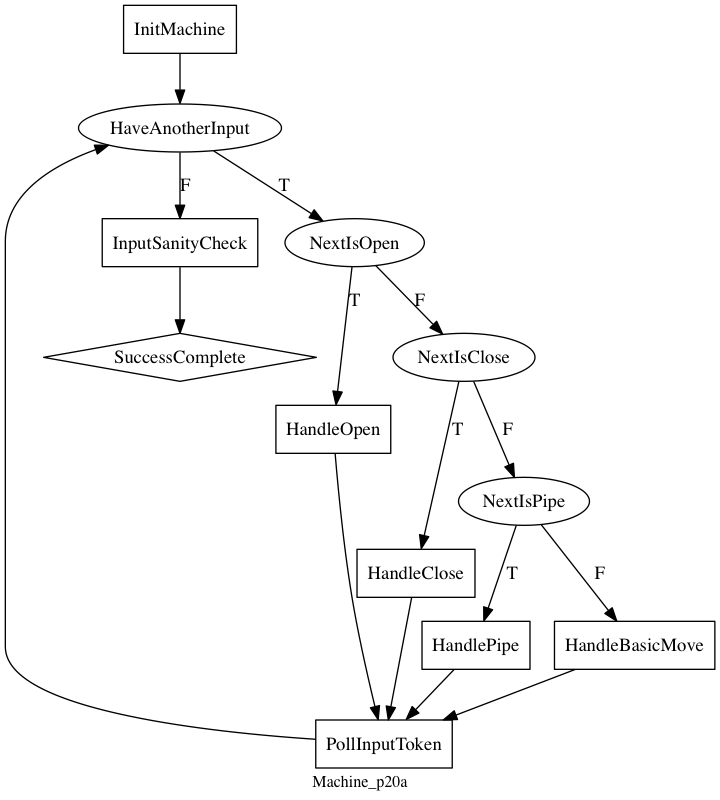 InitMachine
HaveAnotherInput
F
T
InputSanityCheck
NextIsOpen
T
F
SuccessComplete
NextIsClose
HandleOpen
T
F
NextIsPipe
HandleClose
T
F
HandlePipe
HandleBasicMove
PollInputToken
Machine_p20a